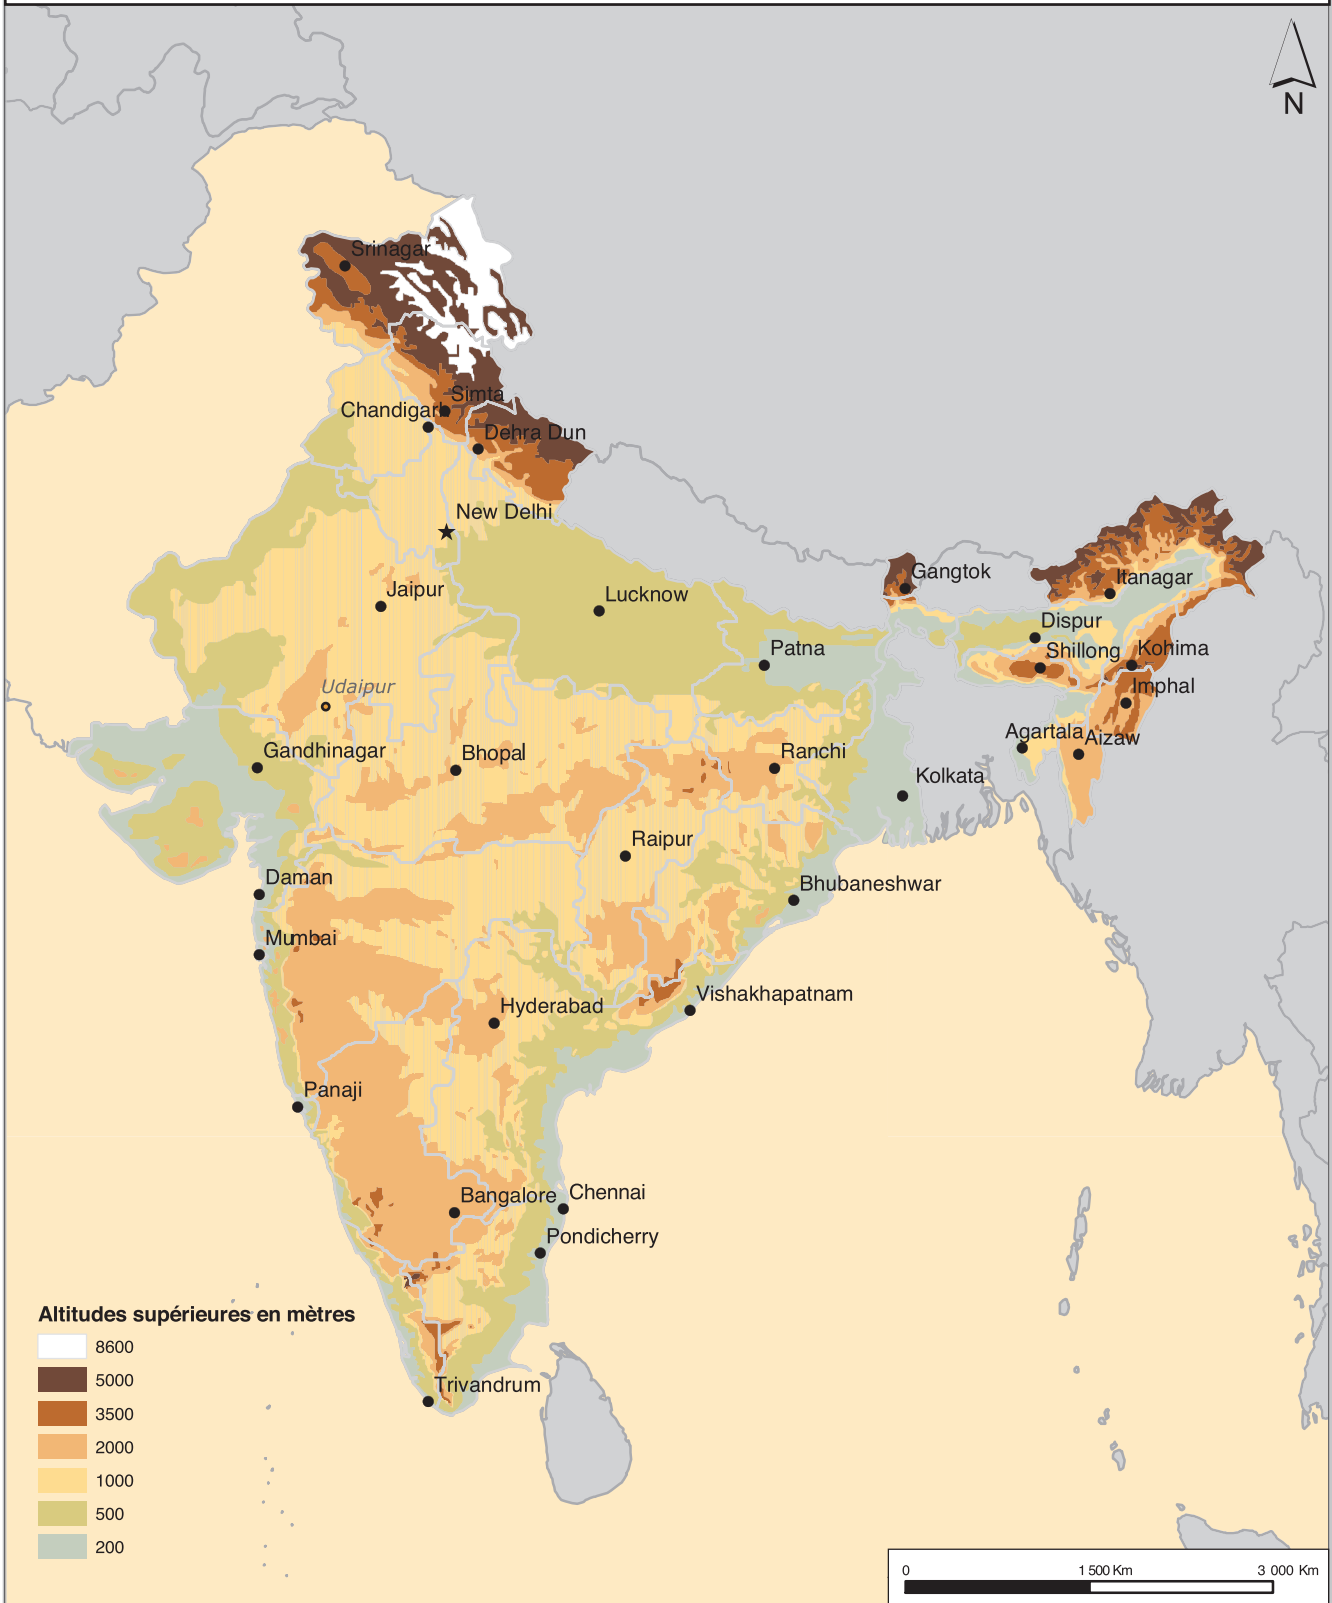 N
Srinagar
Simta
Chandigarh
Dehra Dun
New Delhi
Gangtok
Itanagar
Jaipur
Lucknow
Dispur
Patna
Shillong
Kohima
Udaipur
Imphal
Agartala
Aizaw
Gandhinagar
Bhopal
Ranchi
Kolkata
Raipur
Daman
Bhubaneshwar
Mumbai
Vishakhapatnam
Hyderabad
Panaji
Bangalore
Chennai
Pondicherry
Altitudes supérieures en mètres
8600
5000
Trivandrum
3500
2000
1000
500
200
0 1 500 Km 3 000 Km